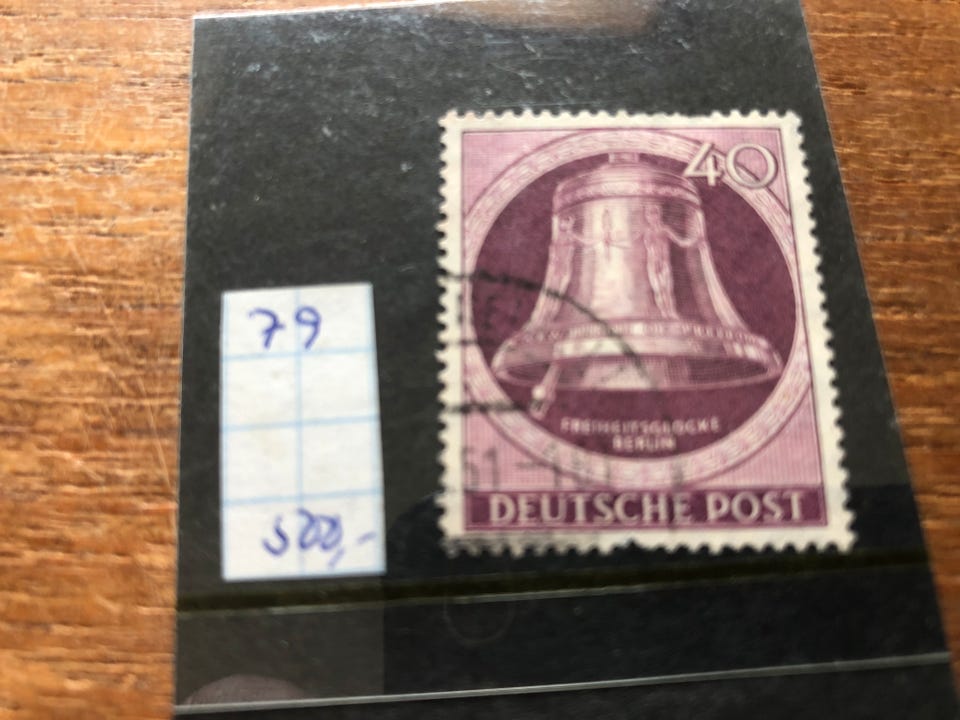 40
FREIHEITSGLOCKE
BERLIN
DEUTSCHE POST
79
500,-